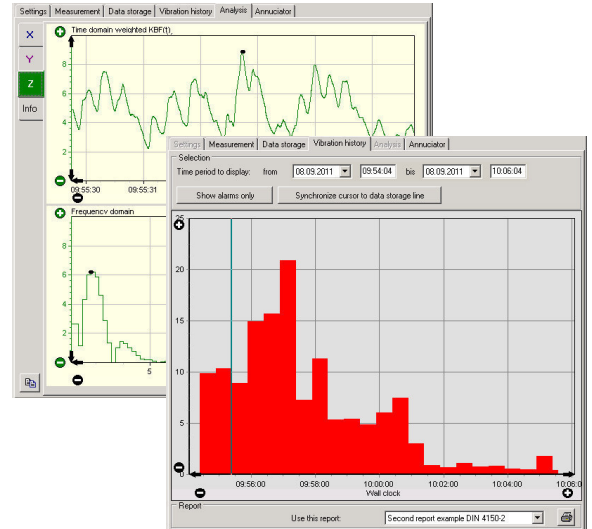 Settings Measurement Data storage Vibration history Analysis Annuciator
X
Y
Z
Info
Time domain weighted KBF(t)
8
6
4
2
09:55:30 09:55:31
Frequency domain
8
6
4
2
5
Settings Measurement Data storage Vibration history Analysis Annuciator
Selection
Time period to display: from 08.09.2011 09:54:04 bis 08.09.2011 10:06:04
Show alarms only Synchronize cursor to data storage line
25
20
15
10
5
0
09:56:00 09:58:00 10:00:00 10:02:00 10:04:00 10:06:0
Wall clock
Report
Use this report: Second report example DIN 4150-2